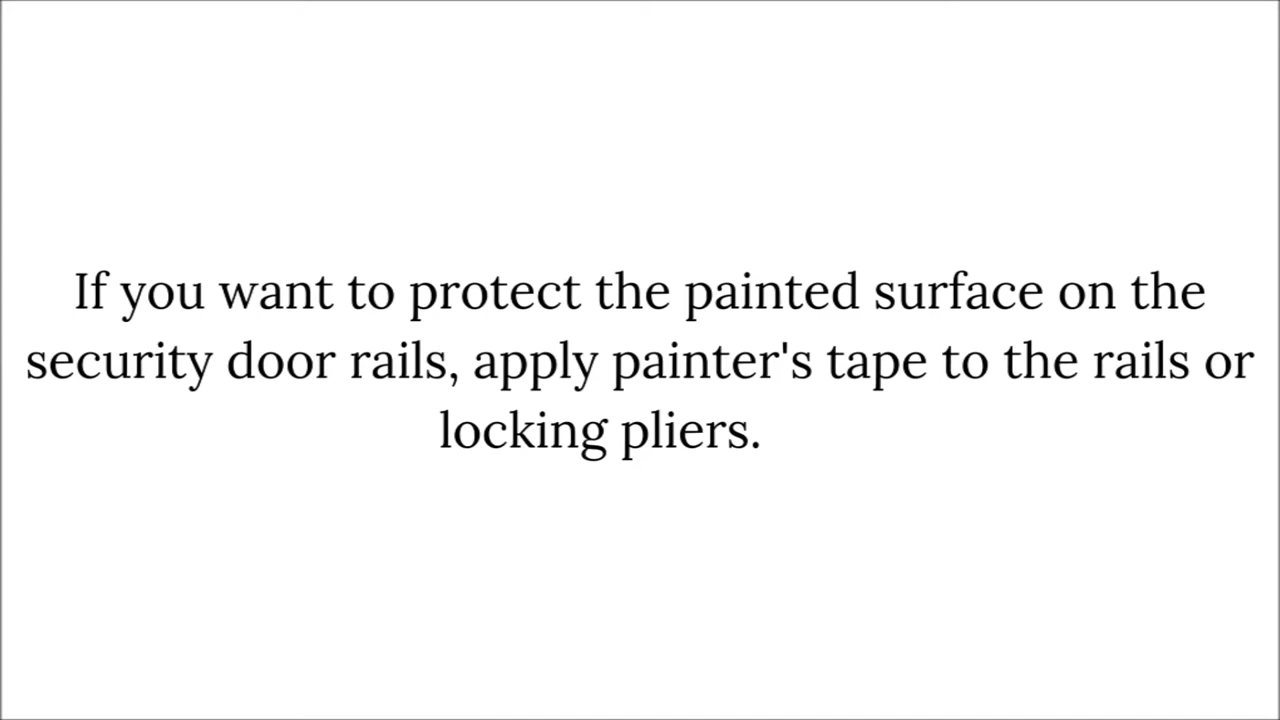 If you want to protect the painted surface on the
security door rails, apply painter's tape to the rails or
locking pliers.